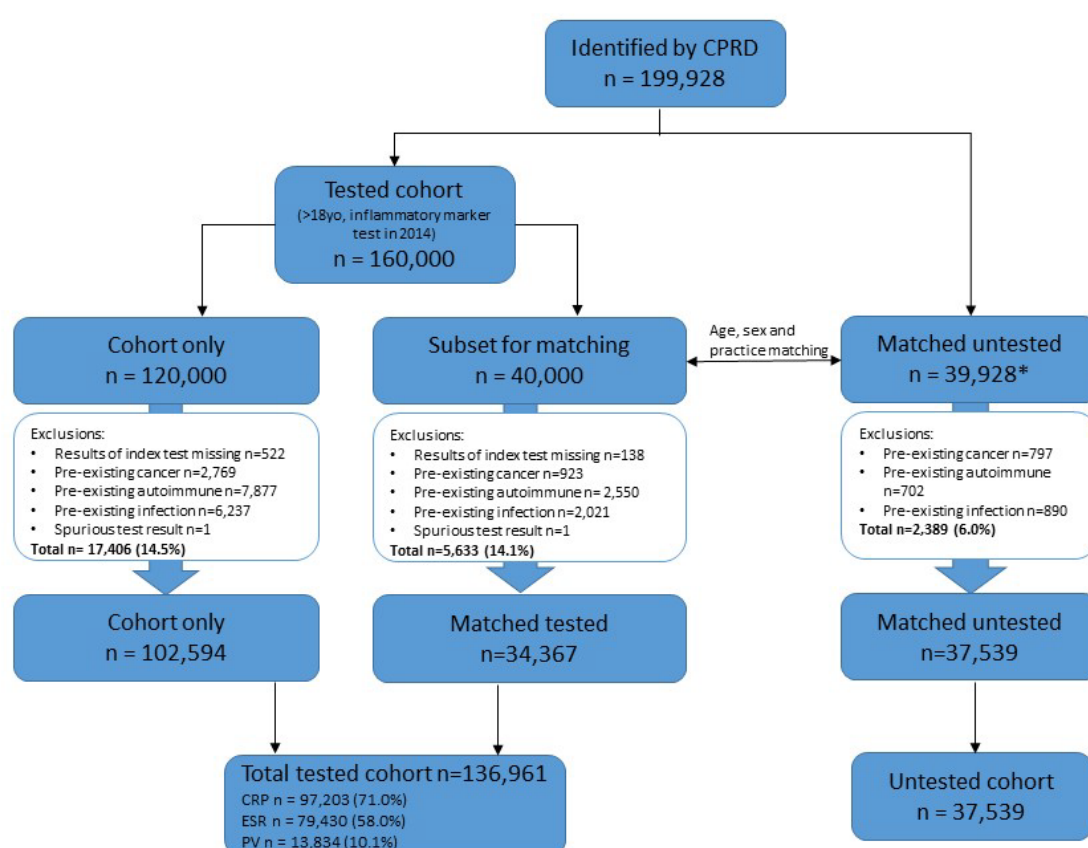 Identified by CPRD
n = 199,928
Tested cohort
(>18yo, inflammatory marker
test in 2014)
n = 160,000
Cohort only
n = 120,000
Subset for matching
n = 40,000
Age, sex and
practice matching
Matched untested
n = 39,928*
Exclusions:
• Results of index test missing n=522
• Pre-existing cancer n=2,769
• Pre-existing autoimmune n=7,877
• Pre-existing infection n=6,237
• Spurious test result n=1
Total n= 17,406 (14.5%)
Exclusions:
• Results of index test missing n=138
• Pre-existing cancer n=923
• Pre-existing autoimmune n= 2,550
• Pre-existing infection n=2,021
• Spurious test result n=1
Total n=5,633 (14.1%)
Exclusions:
• Pre-existing cancer n=797
• Pre-existing autoimmune
n=702
• Pre-existing infection n=890
Total n=2,389 (6.0%)
Cohort only
n = 102,594
Matched tested
n=34,367
Matched untested
n=37,539
Total tested cohort n=136,961
CRP n = 97,203 (71.0%)
ESR n = 79,430 (58.0%)
PV n = 13,834 (10.1%)
Untested cohort
n = 37,539